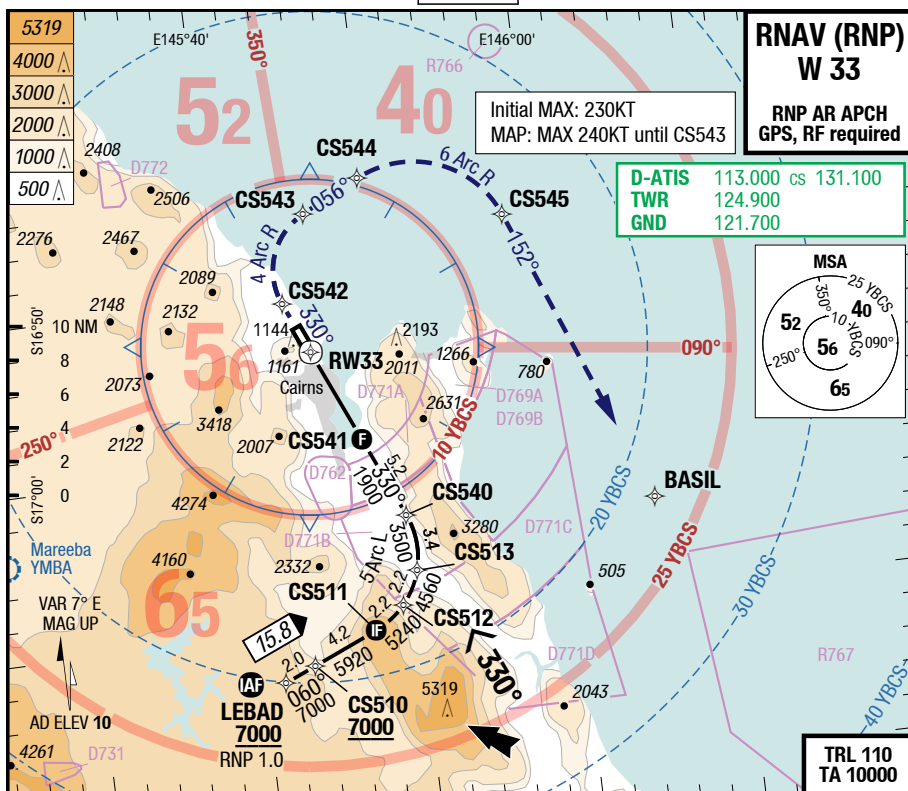 5319
4000
3000
2000
1000
500
E145°40'
E146°00'
350°
52
40
R766
Initial MAX: 230KT
MAP: MAX 240KT until CS543
RNAV (RNP)
W 33
RNP AR APCH
GPS, RF required
D-ATIS 113.000 CS 131.100
TWR 124.900
GND 121.700
MSA
25 YBCS
350°
40
52
10 YBCS
090°
56
250°
65
2408
D772
2506
2276
2467
2089
2148
2132
2073
3418
2122
2007
4274
4160
2332
CS544
6 Arc R
CS543
056°
CS545
4 Arc R
152°
CS542
330°
1144
1161
RW33
Cairns
2193
2011
1266
780
090°
D771A
D769A
D769B
2631
56
S16°50'
10 NM
8
6
4
2
0
S17°00'
250°
CS541
F
10 YBCS
5.2
330°
1900
D762
CS540
3500
3.4
3280
D771C
BASIL
20 YBCS
25 YBCS
30 YBCS
40 YBCS
D771B
5 Arc L
CS513
2.2
4560
CS511
CS512
2.2
5240
IF
505
Mareeba
YMBA
65
VAR 7° E
MAG UP
AD ELEV 10
15.8
4.2
5920
2.0
060°
7000
IAF
LEBAD
7000
RNP 1.0
CS510
7000
330°
5319
D771D
2043
R767
4261
D731
TRL 110
TA 10000